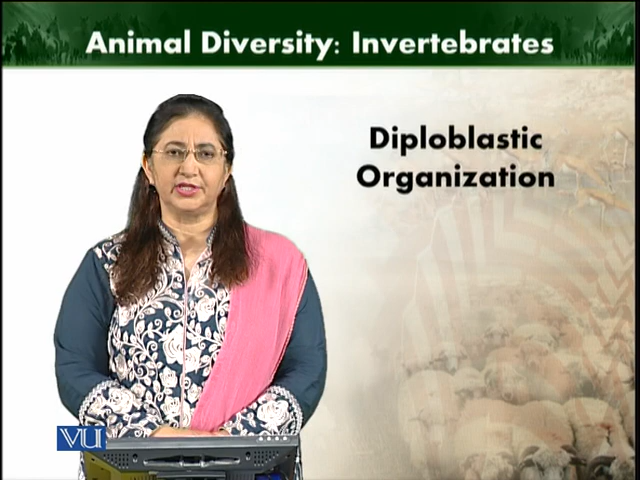 Animal Diversity: Invertebrates
Diploblastic
Organization
VU